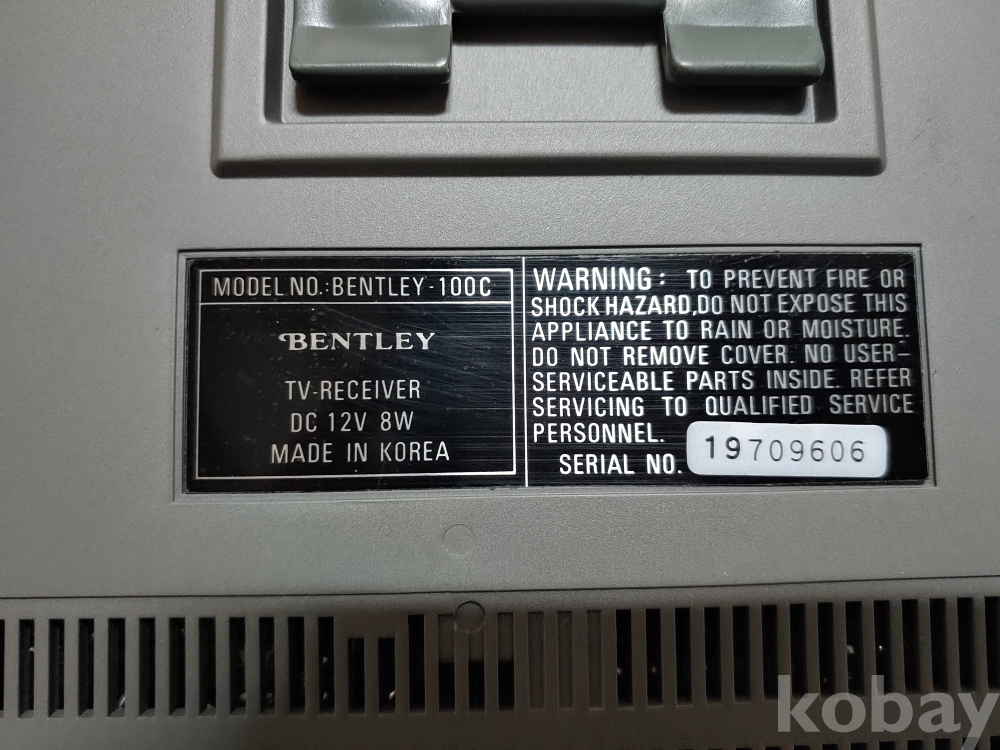 MODEL NO.:BENTLEY-100C
BENTLEY
TV-RECEIVER
DC 12V 8W
MADE IN KOREA
WARNING: TO PREVENT FIRE OR
SHOCK HAZARD,DO NOT EXPOSE THIS
APPLIANCE TO RAIN OR MOISTURE.
DO NOT REMOVE COVER. NO USER-
SERVICEABLE PARTS INSIDE. REFER
SERVICING TO QUALIFIED SERVICE
PERSONNEL.
SERIAL NO. 19709606
kobay